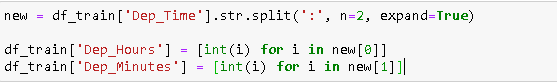 new = df_train['Dep_Time'].str.split(':', n=2, expand=True)
df_train['Dep_Hours'] = [int(i) for i in new[0]]
df_train['Dep_Minutes'] = [int(i) for i in new[1]]